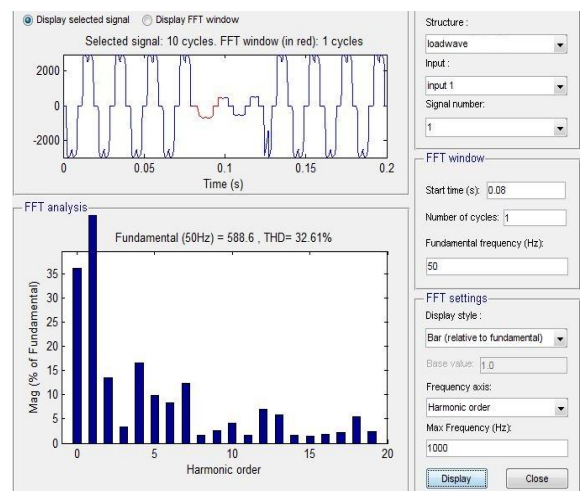 Display selected signal
Display FFT window
Selected signal: 10 cycles. FFT window (in red): 1 cycles
2000
0
-2000
0
0.05
0.1
0.15
0.2
Time (s)
FFT analysis
Fundamental (50Hz) = 588.6 , THD= 32.61%
35
30
25
20
15
10
5
0
Mag (% of Fundamental)
0
5
10
15
20
Harmonic order
Structure :
loadwave
Input :
input 1
Signal number:
1
FFT window
Start time (s): 0.08
Number of cycles: 1
Fundamental frequency (Hz):
50
FFT settings
Display style :
Bar (relative to fundamental)
Base value: 1.0
Frequency axis:
Harmonic order
Max Frequency (Hz):
1000
Display
Close